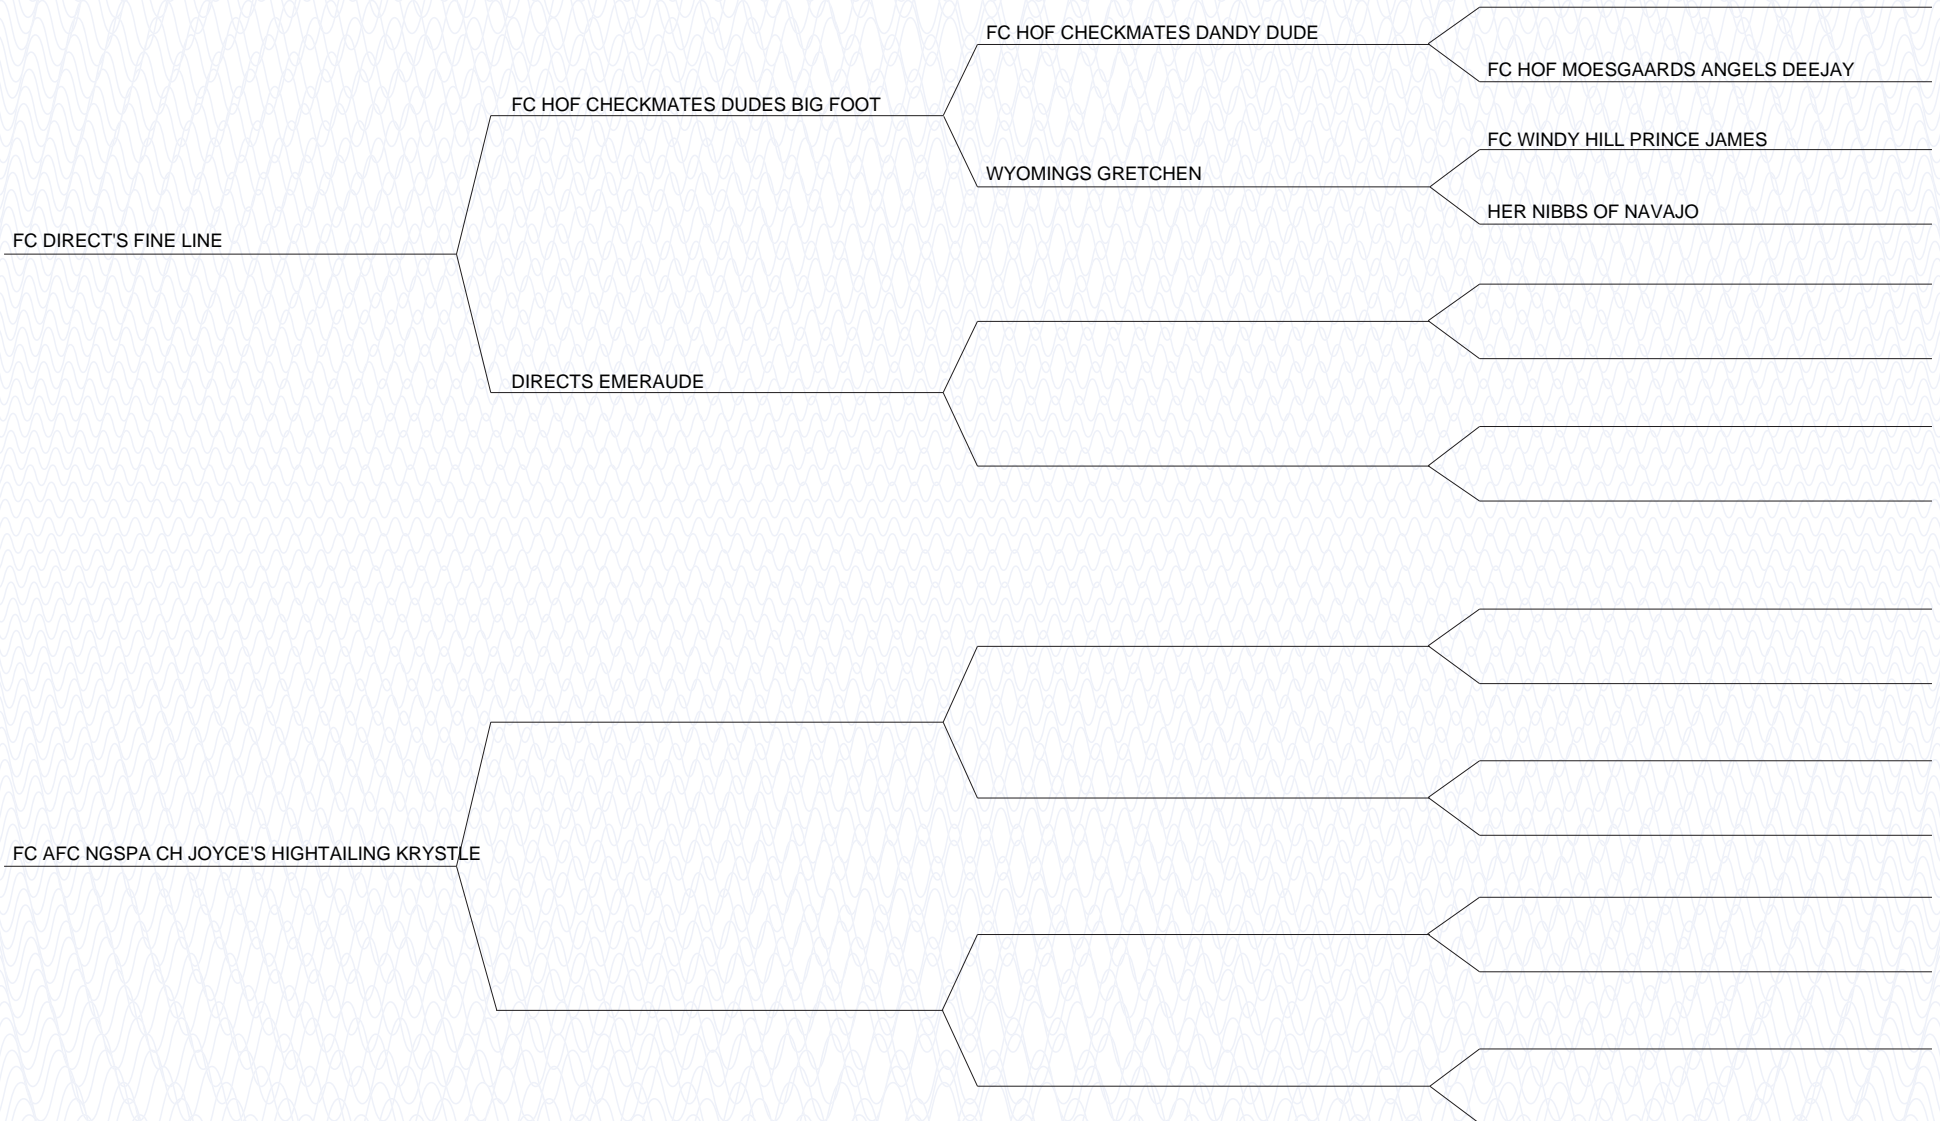 FC HOF CHECKMATES DANDY DUDE
FC HOF MOESGAARDS ANGELS DEEJAY
FC HOF CHECKMATES DUDES BIG FOOT
FC WINDY HILL PRINCE JAMES
WYOMINGS GRETCHEN
HER NIBBS OF NAVAJO
FC DIRECT'S FINE LINE
DIRECTS EMERAUDE
FC AFC NGSPA CH JOYCE'S HIGHTAILING KRYSTLE